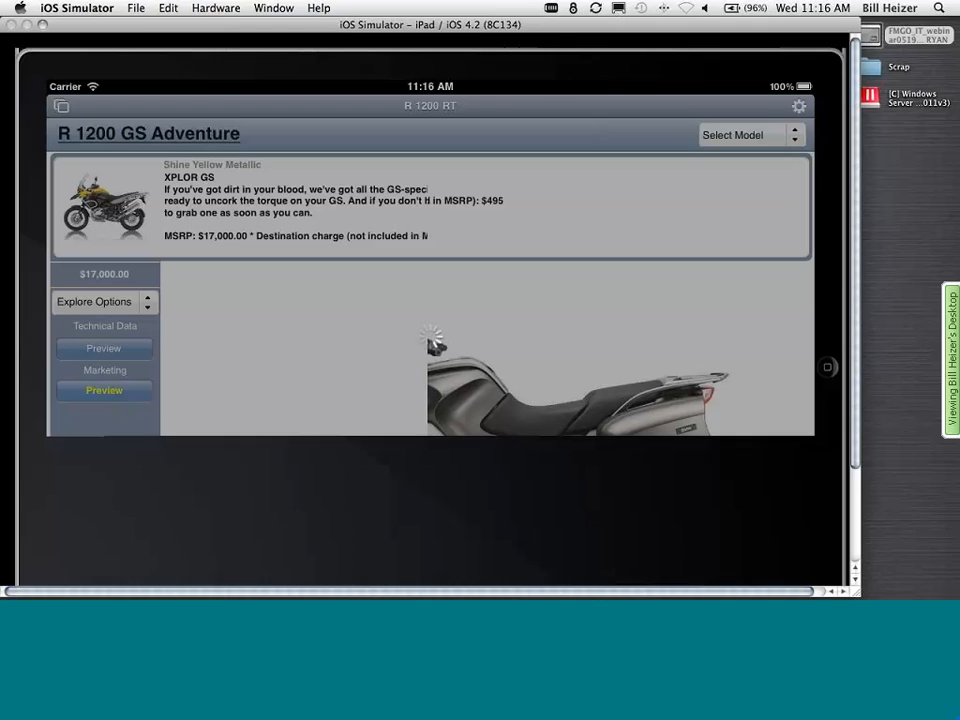 iOS Simulator File Edit Hardware Window Help (96%) Wed 11:16 AM Bill Heizer
iOS Simulator - iPad / iOS 4.2 (8C134)
FMGO_IT_webin
ar0519... RYAN
Scrap
[C] Windows
Server ...011v3)
Carrier 11:16 AM 100%
R 1200 RT
R 1200 GS Adventure Select Model
Shine Yellow Metallic
XPLOR GS
If you've got dirt in your blood, we've got all the GS-speci
ready to uncork the torque on your GS. And if you don't in MSRP): $495
to grab one as soon as you can.
MSRP: $17,000.00 * Destination charge (not included in
$17,000.00
Explore Options
Technical Data
Preview
Marketing
Preview
Viewing Bill Heizer's Desktop